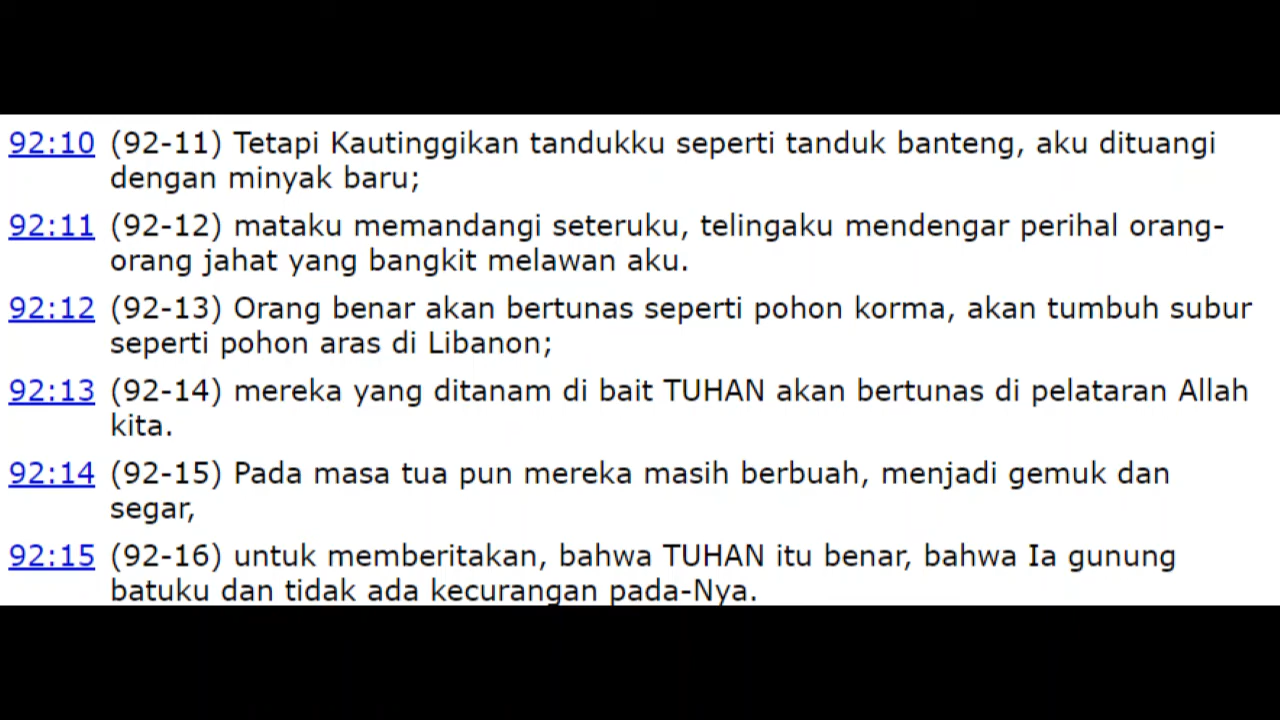 92:10 (92-11) Tetapi Kautinggikan tandukku seperti tanduk banteng, aku dituangi
dengan minyak baru;
92:11 (92-12) mataku memandangi seteruku, telingaku mendengar perihal orang-
orang jahat yang bangkit melawan aku.
92:12 (92-13) Orang benar akan bertunas seperti pohon korma, akan tumbuh subur
seperti pohon aras di Libanon;
92:13 (92-14) mereka yang ditanam di bait TUHAN akan bertunas di pelataran Allah
kita.
92:14 (92-15) Pada masa tua pun mereka masih berbuah, menjadi gemuk dan
segar,
92:15 (92-16) untuk memberitakan, bahwa TUHAN itu benar, bahwa Ia gunung
batuku dan tidak ada kecurangan pada-Nya.